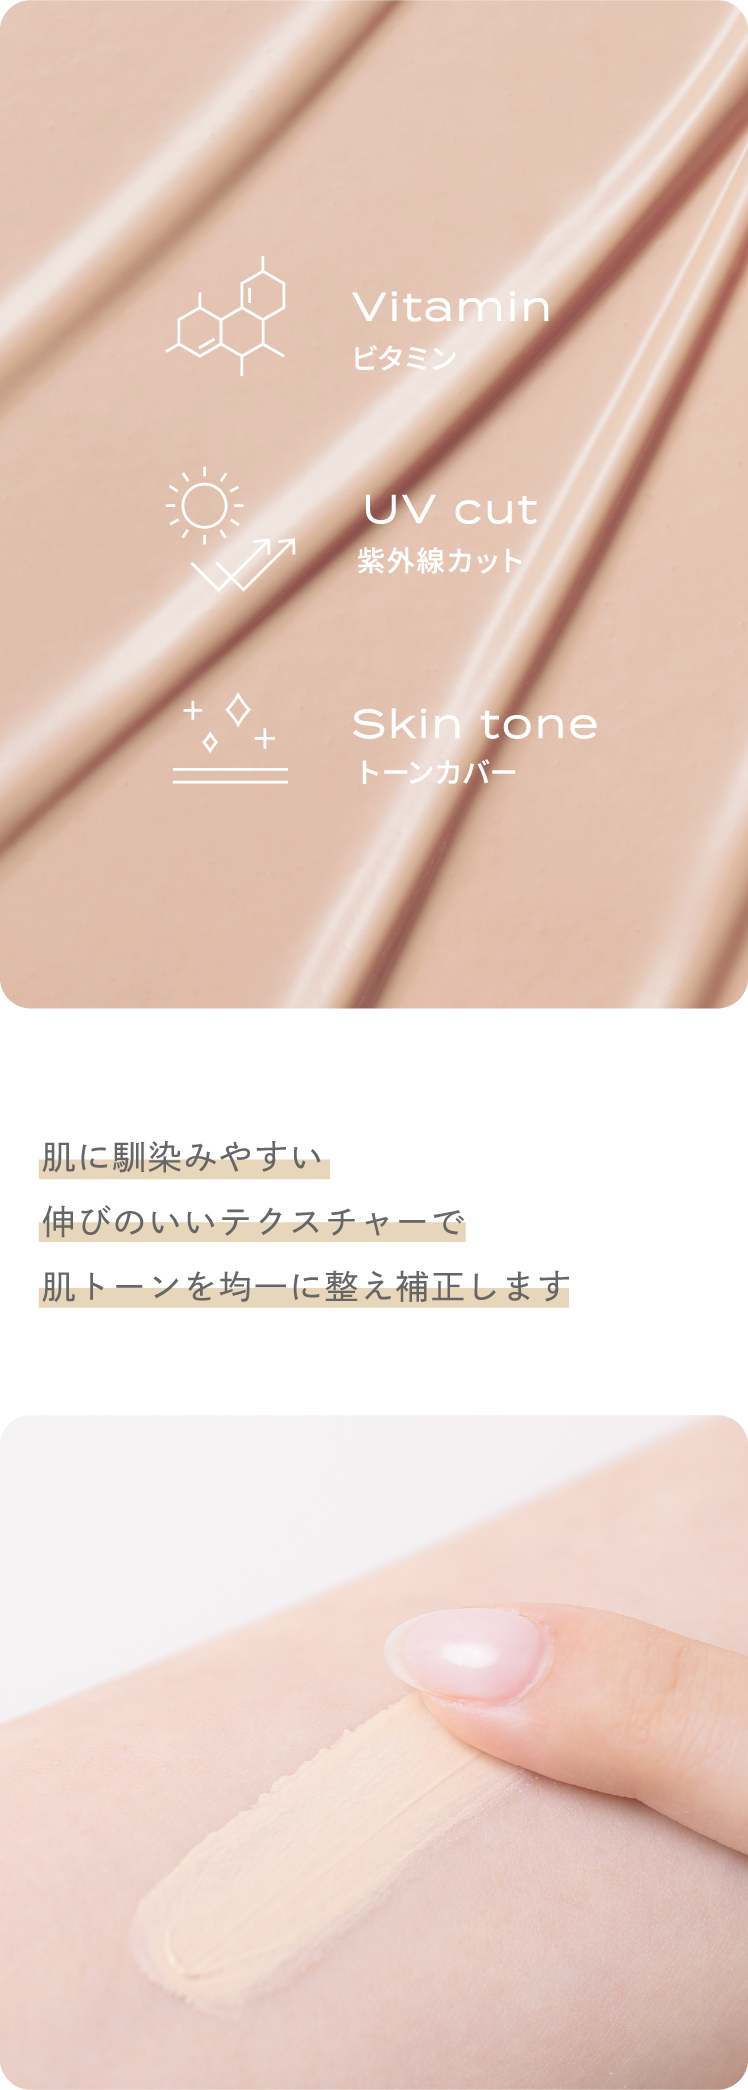 Vitamin
ビタミン
UV cut
紫外線カット
Skin tone
トーンカバー
肌に馴染みやすい
伸びのいいテクスチャーで
肌トーンを均一に整え補正します